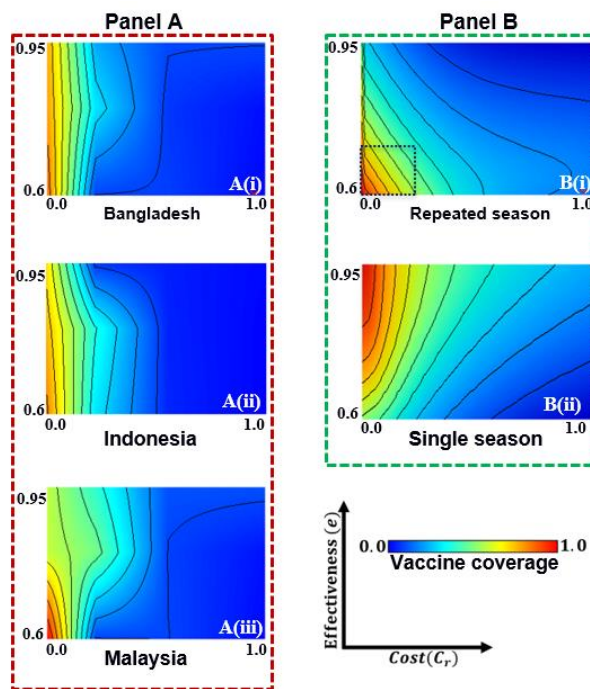 Panel A
0.95
A(i)
0.6
0.0 1.0
Bangladesh
0.95
A(ii)
0.6
0.0 1.0
Indonesia
0.95
A(iii)
0.6
0.0 1.0
Malaysia
Panel B
0.95
B(i)
0.6
0.0 1.0
Repeated season
0.95
B(ii)
0.6
0.0 1.0
Single season
Effectiveness (e)
0.0 1.0
Vaccine coverage
Cost(Cᵣ)